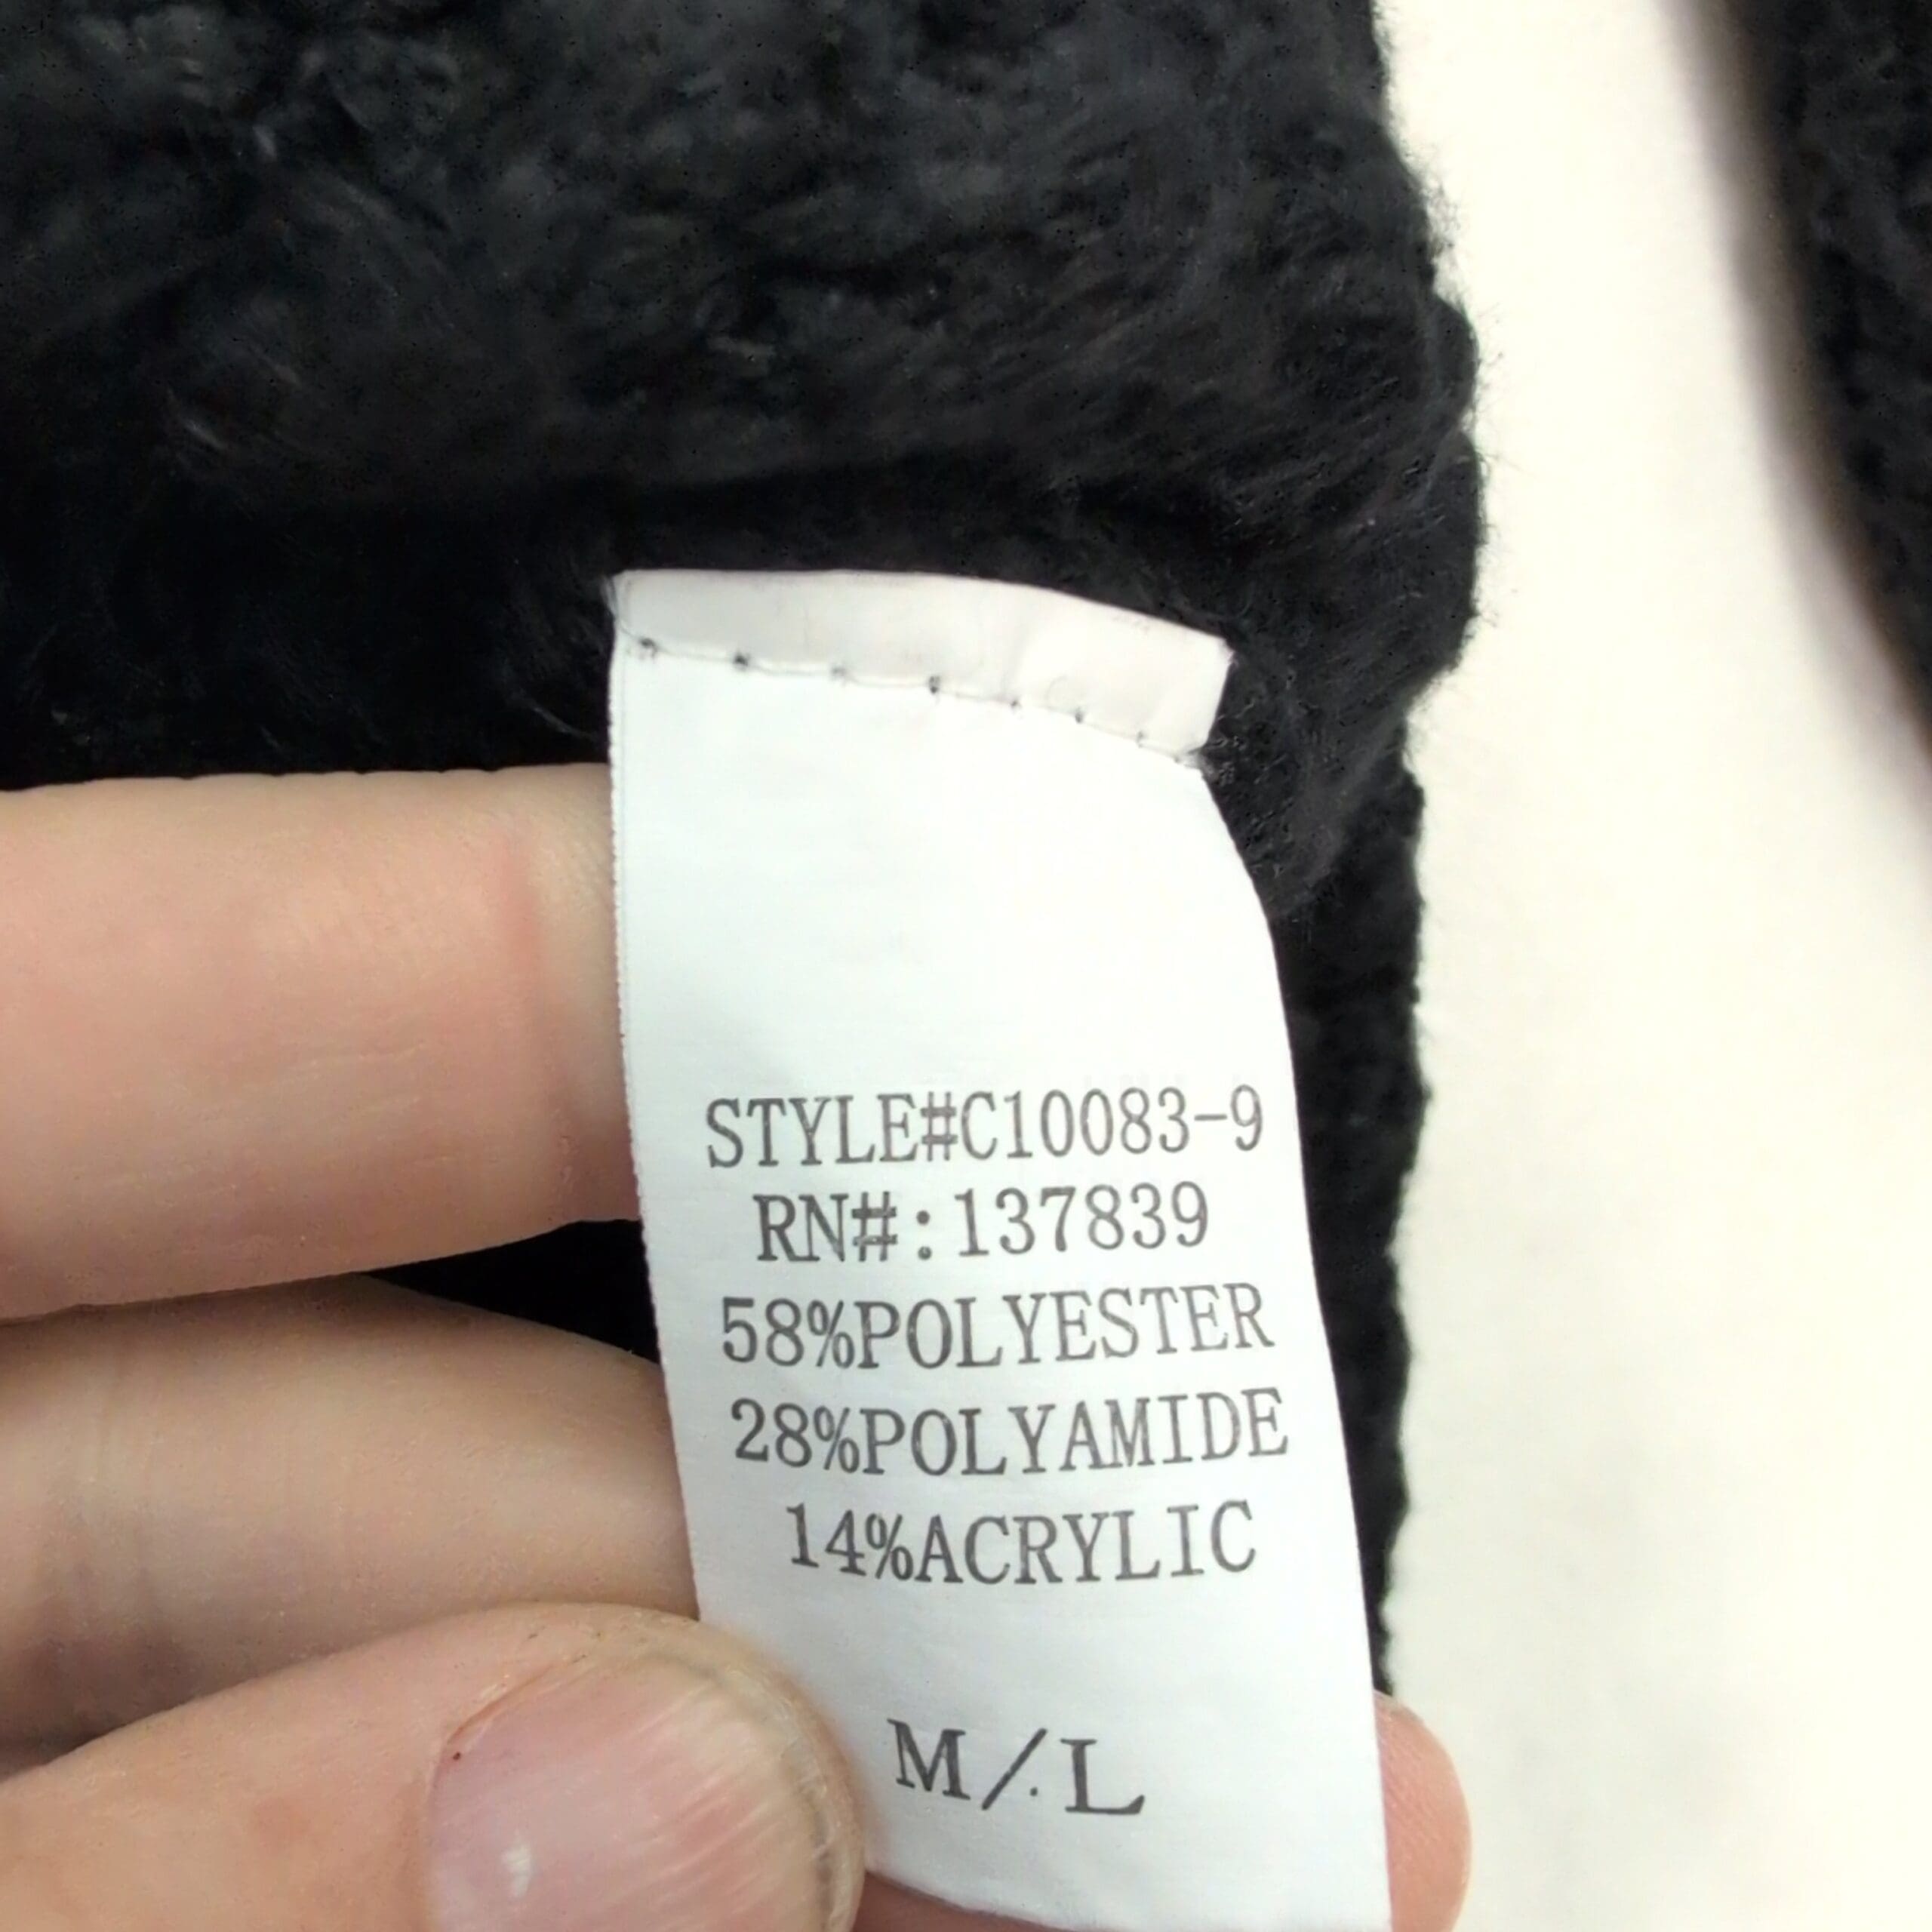 STYLE#C10083-9
RN#:137839
58%POLYESTER
28%POLYAMIDE
14%ACRYLIC
M/L